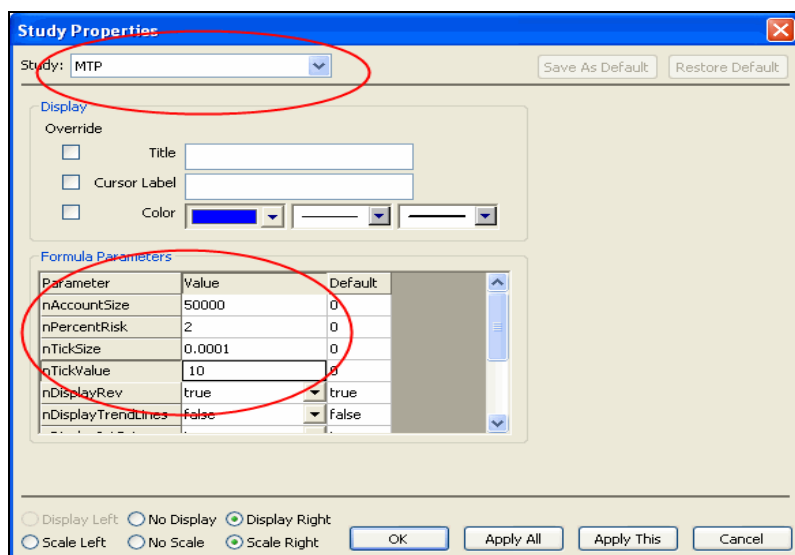 Study Properties
Study: MTP
Save As Default
Restore Default
Display
Override
Title
Cursor Label
Color
Formula Parameters
Parameter Value Default
nAccountSize 50000 0
nPercentRisk 2 0
nTickSize 0.0001 0
nTickValue 10 0
nDisplayRev true true
nDisplayTrendLines false false
Display Left No Display Display Right
Scale Left No Scale Scale Right
OK
Apply All
Apply This
Cancel